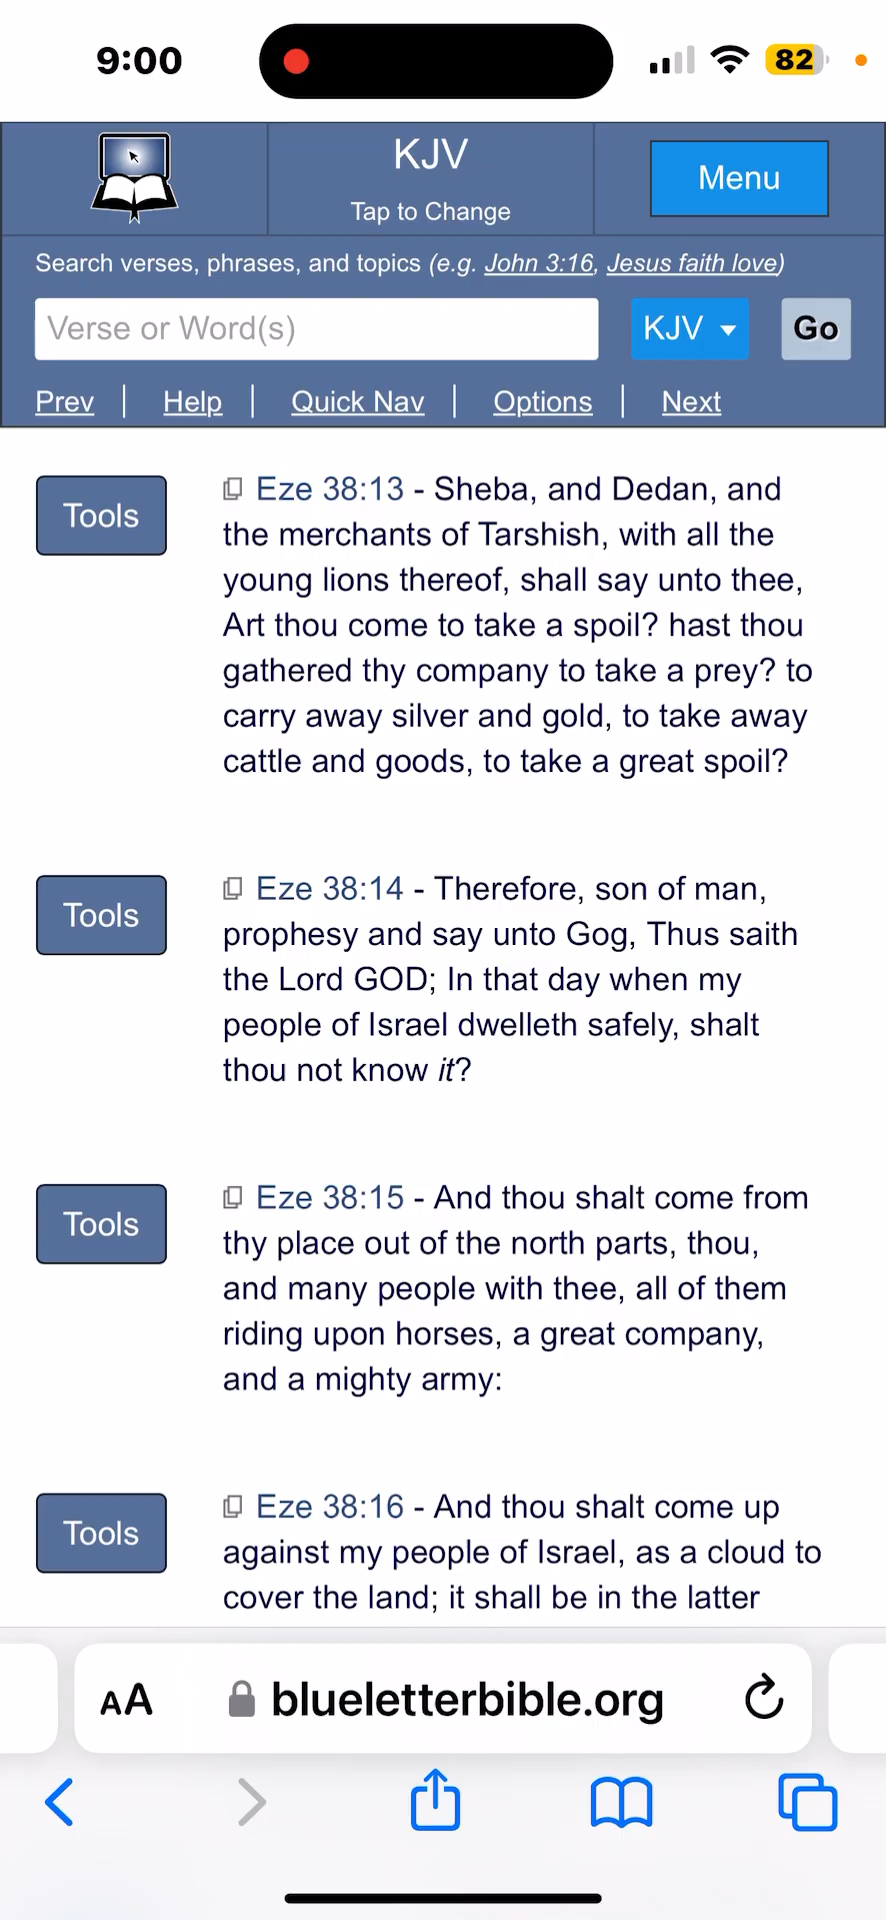 9:00
82
KJV
Tap to Change
Menu
Search verses, phrases, and topics (e.g. John 3:16, Jesus faith love)
Verse or Word(s)
KJV
Go
Prev | Help | Quick Nav | Options | Next
Tools
Eze 38:13 - Sheba, and Dedan, and
the merchants of Tarshish, with all the
young lions thereof, shall say unto thee,
Art thou come to take a spoil? hast thou
gathered thy company to take a prey? to
carry away silver and gold, to take away
cattle and goods, to take a great spoil?
Tools
Eze 38:14 - Therefore, son of man,
prophesy and say unto Gog, Thus saith
the Lord GOD; In that day when my
people of Israel dwelleth safely, shalt
thou not know it?
Tools
Eze 38:15 - And thou shalt come from
thy place out of the north parts, thou,
and many people with thee, all of them
riding upon horses, a great company,
and a mighty army:
Tools
Eze 38:16 - And thou shalt come up
against my people of Israel, as a cloud to
cover the land; it shall be in the latter
AA
blueletterbible.org